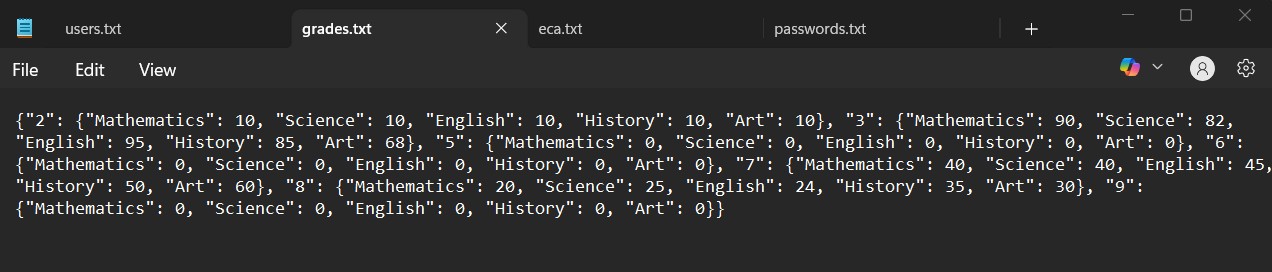 users.txt grades.txt eca.txt passwords.txt
File Edit View
{"2": {"Mathematics": 10, "Science": 10, "English": 10, "History": 10, "Art": 10}, "3": {"Mathematics": 90, "Science": 82,
"English": 95, "History": 85, "Art": 68}, "5": {"Mathematics": 0, "Science": 0, "English": 0, "History": 0, "Art": 0}, "6":
{"Mathematics": 0, "Science": 0, "English": 0, "History": 0, "Art": 0}, "7": {"Mathematics": 40, "Science": 40, "English": 45,
"History": 50, "Art": 60}, "8": {"Mathematics": 20, "Science": 25, "English": 24, "History": 35, "Art": 30}, "9":
{"Mathematics": 0, "Science": 0, "English": 0, "History": 0, "Art": 0}}